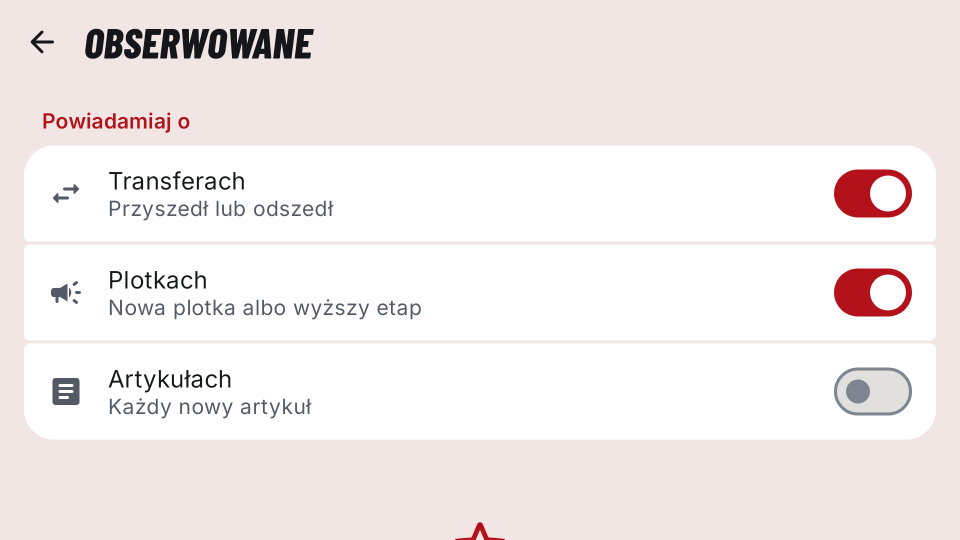 OBSERWOWANE
Powiadamiaj o
Transferach
Przyszedł lub odszedł
Plotkach
Nowa plotka albo wyższy etap
Artykułach
Każdy nowy artykuł